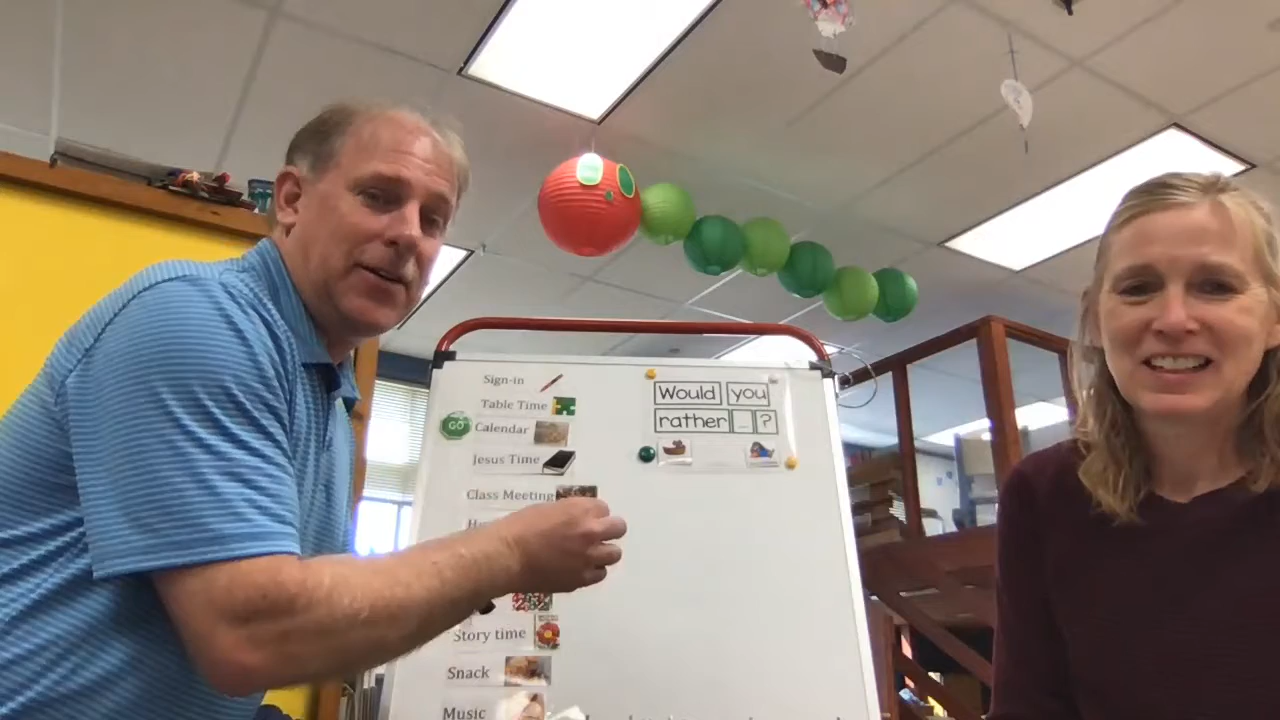 Sign-in
Table Time
GO
Calendar
Jesus Time
Class Meeting
Story time
Snack
Music
Would you
rather _ ?